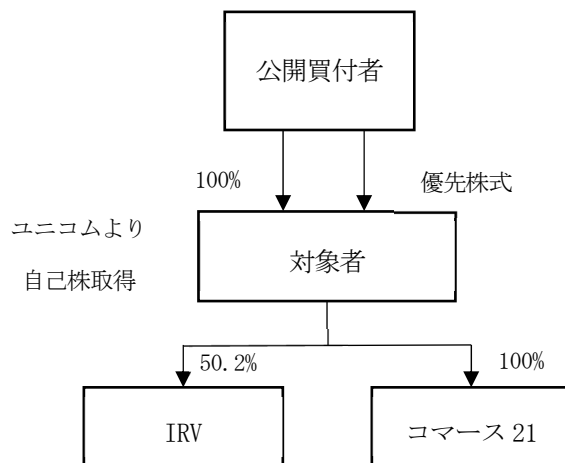 公開買付者
100%
優先株式
ユニコムより
自己株取得
対象者
50.2%
100%
IRV
コマース 21